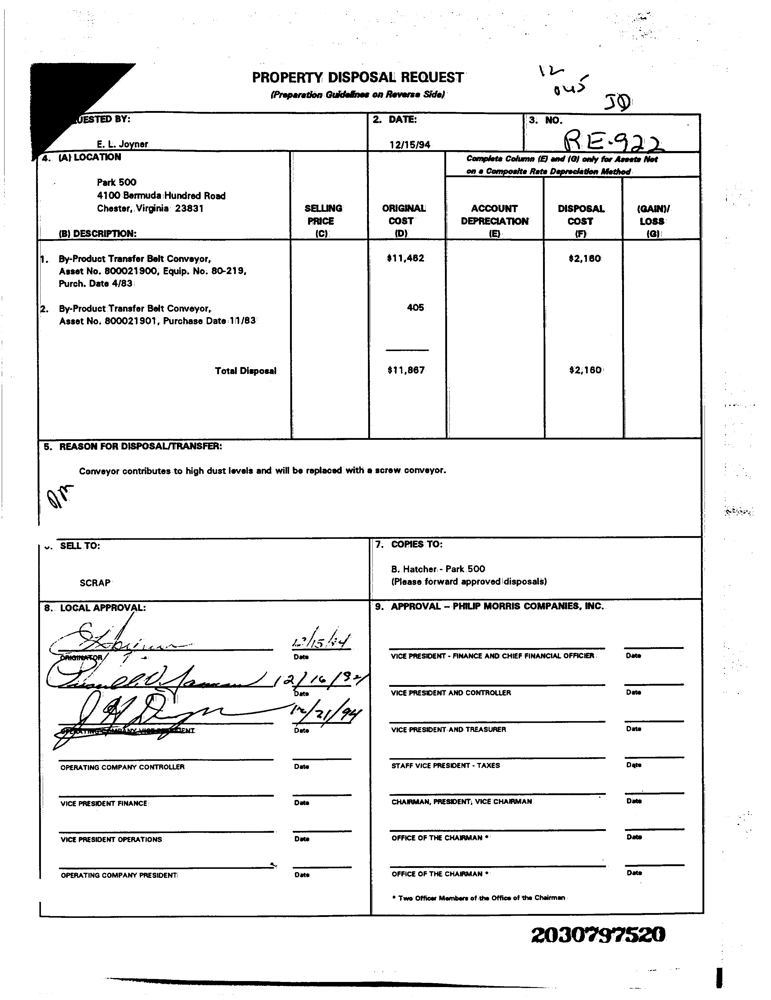 PROPERTY DISPOSAL REQUEST
(Preparation Guidelines on Reverse Side)
12
045
JD
UESTED BY:
E. L. Joyner
2. DATE:
12/15/94
3. NO.
RE-922
4. (A) LOCATION
Park 500
4100 Bermuda Hundred Road
Chester, Virginia 23831
(B) DESCRIPTION:
SELLING PRICE (C)
ORIGINAL COST (D)
Complete Column (E) and (G) only for Assets Not
on a Composite Rate Depreciation Method
ACCOUNT DEPRECIATION (E)
DISPOSAL COST (F)
(GAIN)/ LOSS (G)
1. By-Product Transfer Belt Conveyor, $11,462 $2,160
Asset No. 800021900, Equip. No. 80-219,
Purch. Date 4/83
2. By-Product Transfer Belt Conveyor, 405
Asset No. 800021901, Purchase Date 11/83
Total Disposal $11,867 $2,160
5. REASON FOR DISPOSAL/TRANSFER:
Conveyor contributes to high dust levels and will be replaced with a screw conveyor.
SELL TO:
SCRAP
7. COPIES TO:
B. Hatcher - Park 500
(Please forward approved disposals)
8. LOCAL APPROVAL:
12/15/94
ORIGINATOR Date
12/16/94
Date
12/21/94
OPERATING COMPANY VICE PRESIDENT Date
OPERATING COMPANY CONTROLLER Date
VICE PRESIDENT FINANCE Date
VICE PRESIDENT OPERATIONS Date
OPERATING COMPANY PRESIDENT Date
9. APPROVAL – PHILIP MORRIS COMPANIES, INC.
VICE PRESIDENT - FINANCE AND CHIEF FINANCIAL OFFICER Date
VICE PRESIDENT AND CONTROLLER Date
VICE PRESIDENT AND TREASURER Date
STAFF VICE PRESIDENT - TAXES Date
CHAIRMAN, PRESIDENT, VICE CHAIRMAN Date
OFFICE OF THE CHAIRMAN * Date
OFFICE OF THE CHAIRMAN * Date
* Two Officer Members of the Office of the Chairman
2030797520